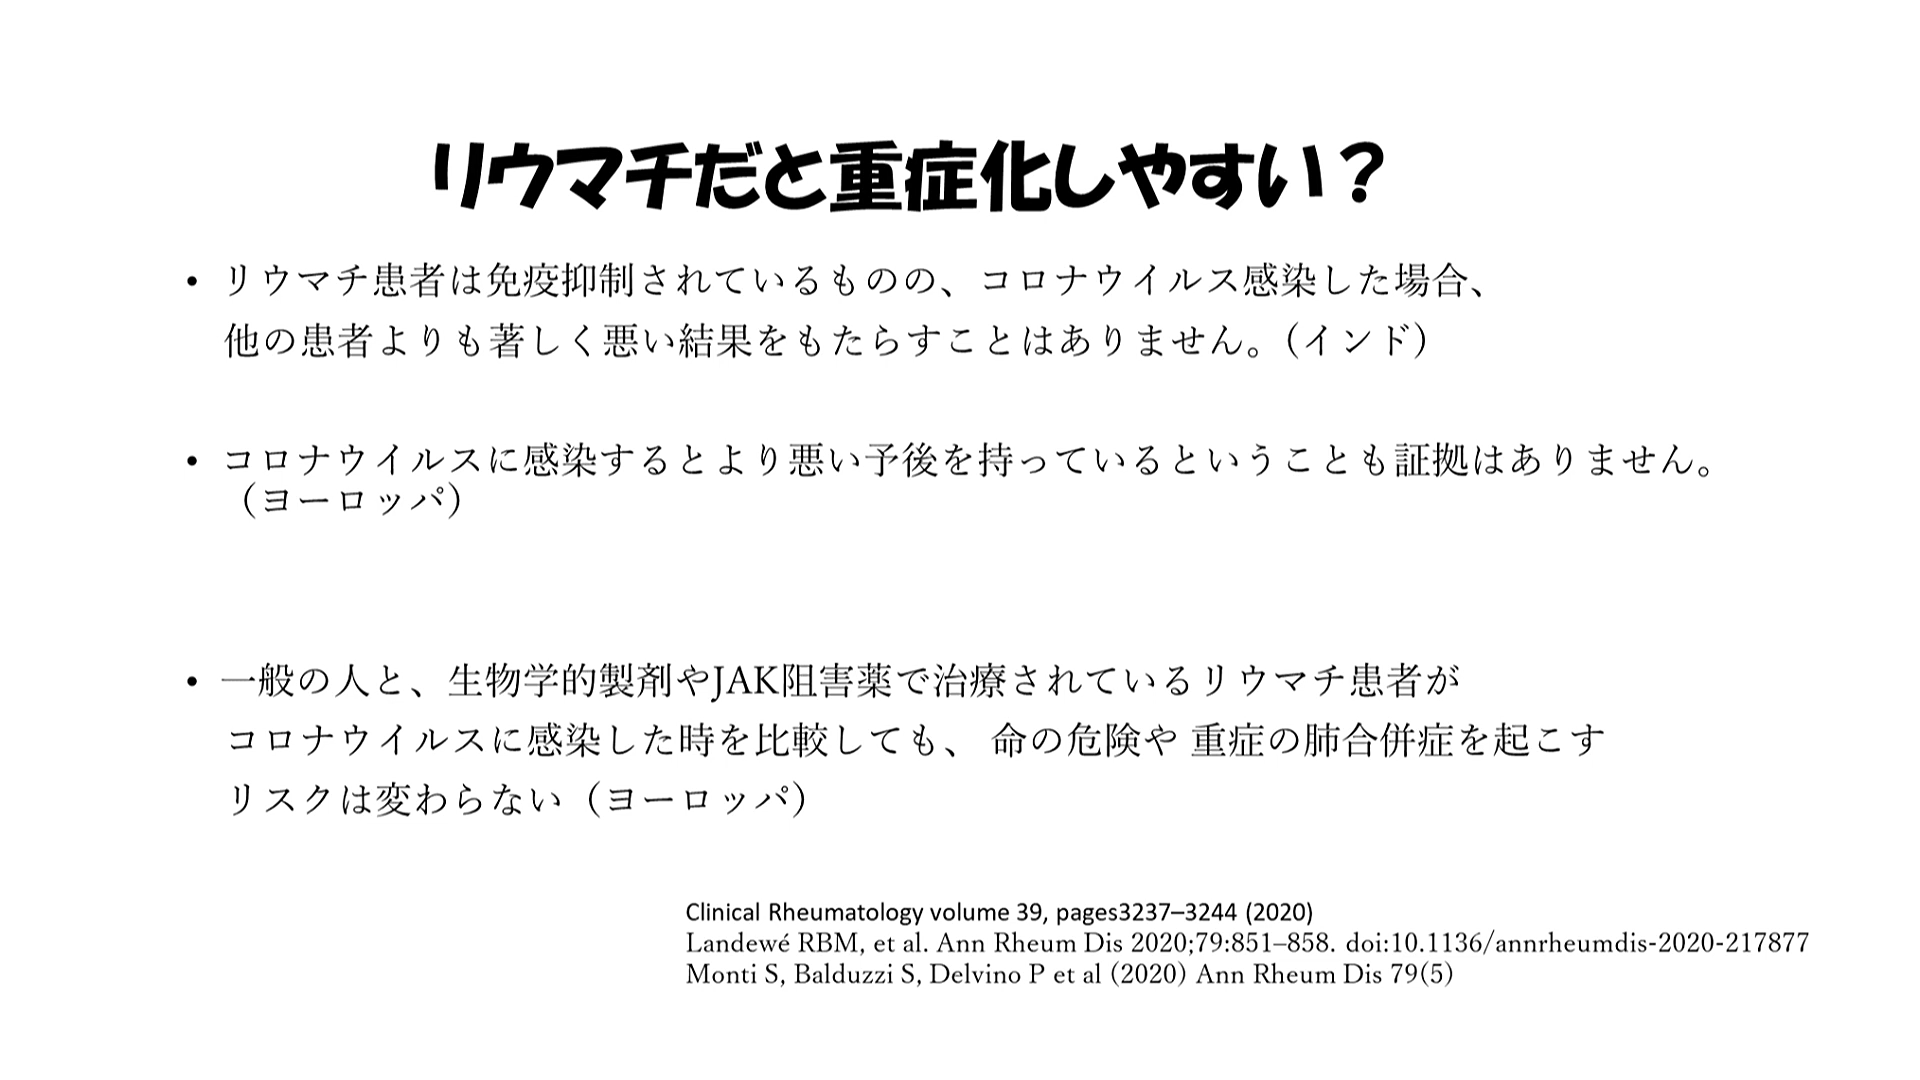 リウマチだと重症化しやすい？
• リウマチ患者は免疫抑制されているものの、コロナウイルス感染した場合、
他の患者よりも著しく悪い結果をもたらすことはありません。(インド)
• コロナウイルスに感染するとより悪い予後を持っているということも証拠はありません。
（ヨーロッパ）
• 一般の人と、生物学的製剤やJAK阻害薬で治療されているリウマチ患者が
コロナウイルスに感染した時を比較しても、 命の危険や 重症の肺合併症を起こす
リスクは変わらない（ヨーロッパ）
Clinical Rheumatology volume 39, pages3237–3244 (2020)
Landewé RBM, et al. Ann Rheum Dis 2020;79:851–858. doi:10.1136/annrheumdis-2020-217877
Monti S, Balduzzi S, Delvino P et al (2020) Ann Rheum Dis 79(5)